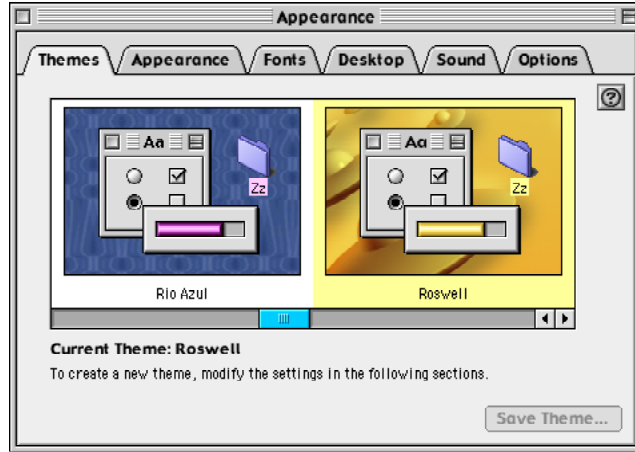 Appearance
Themes Appearance Fonts Desktop Sound Options
?
Aa Aa
Zz Zz
Rio Azul Roswell
Current Theme: Roswell
To create a new theme, modify the settings in the following sections.
Save Theme...